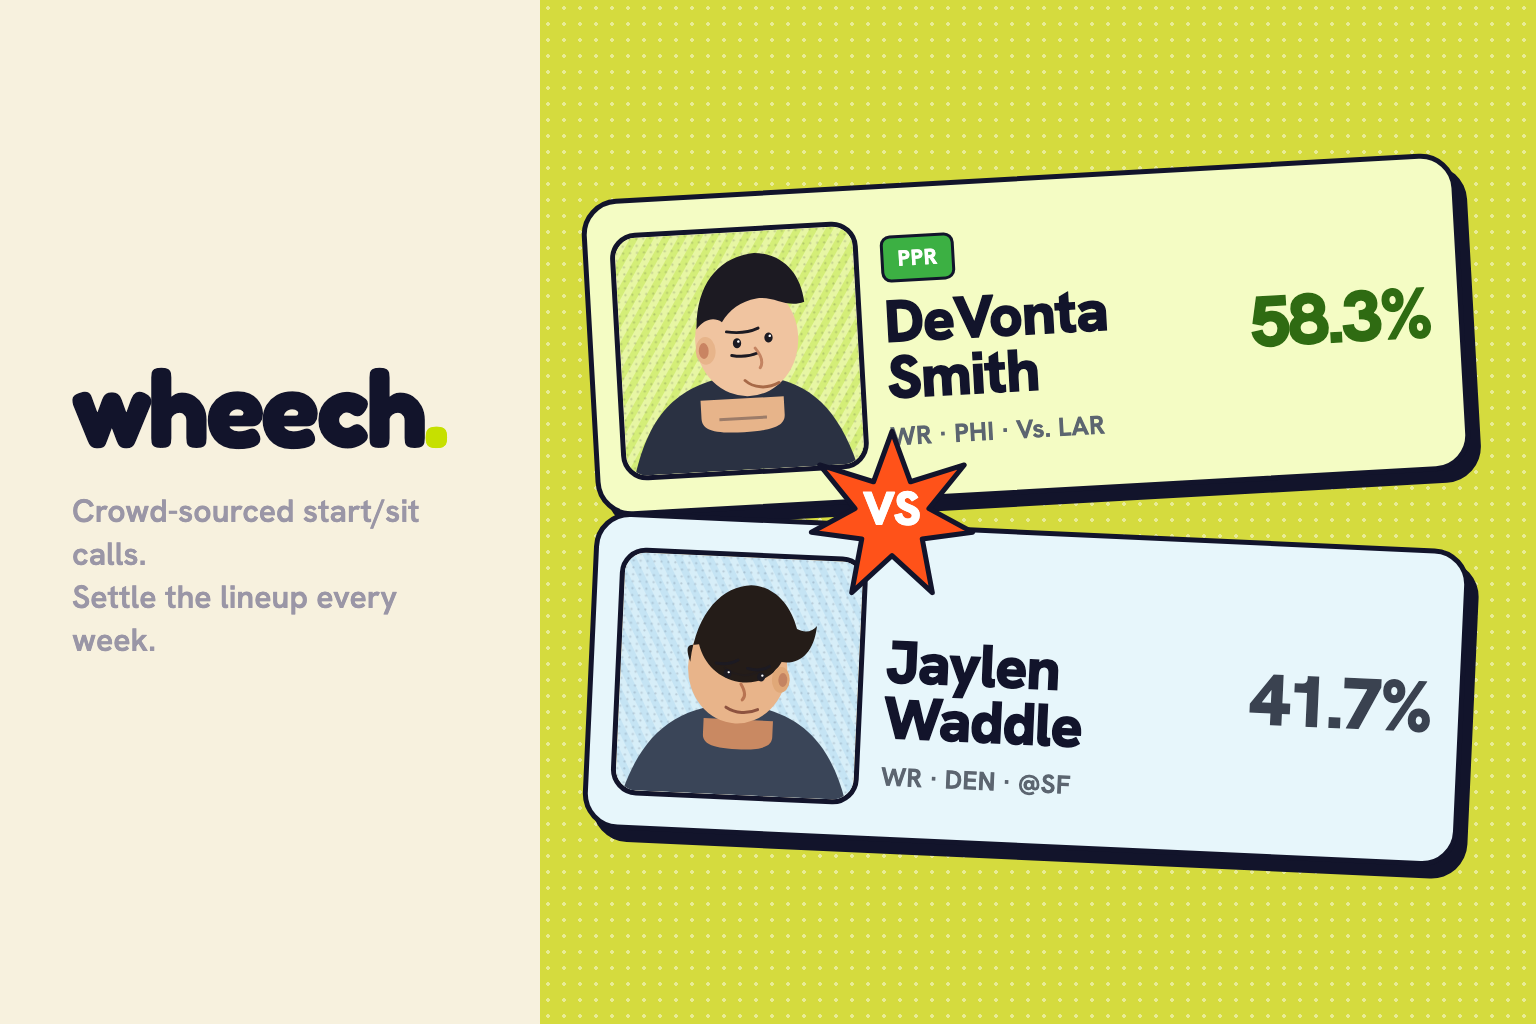 wheech.
Crowd-sourced start/sit
calls.
Settle the lineup every
week.
PPR
DeVonta
Smith
WR · PHI · Vs. LAR
58.3%
VS
Jaylen
Waddle
WR · DEN · @SF
41.7%